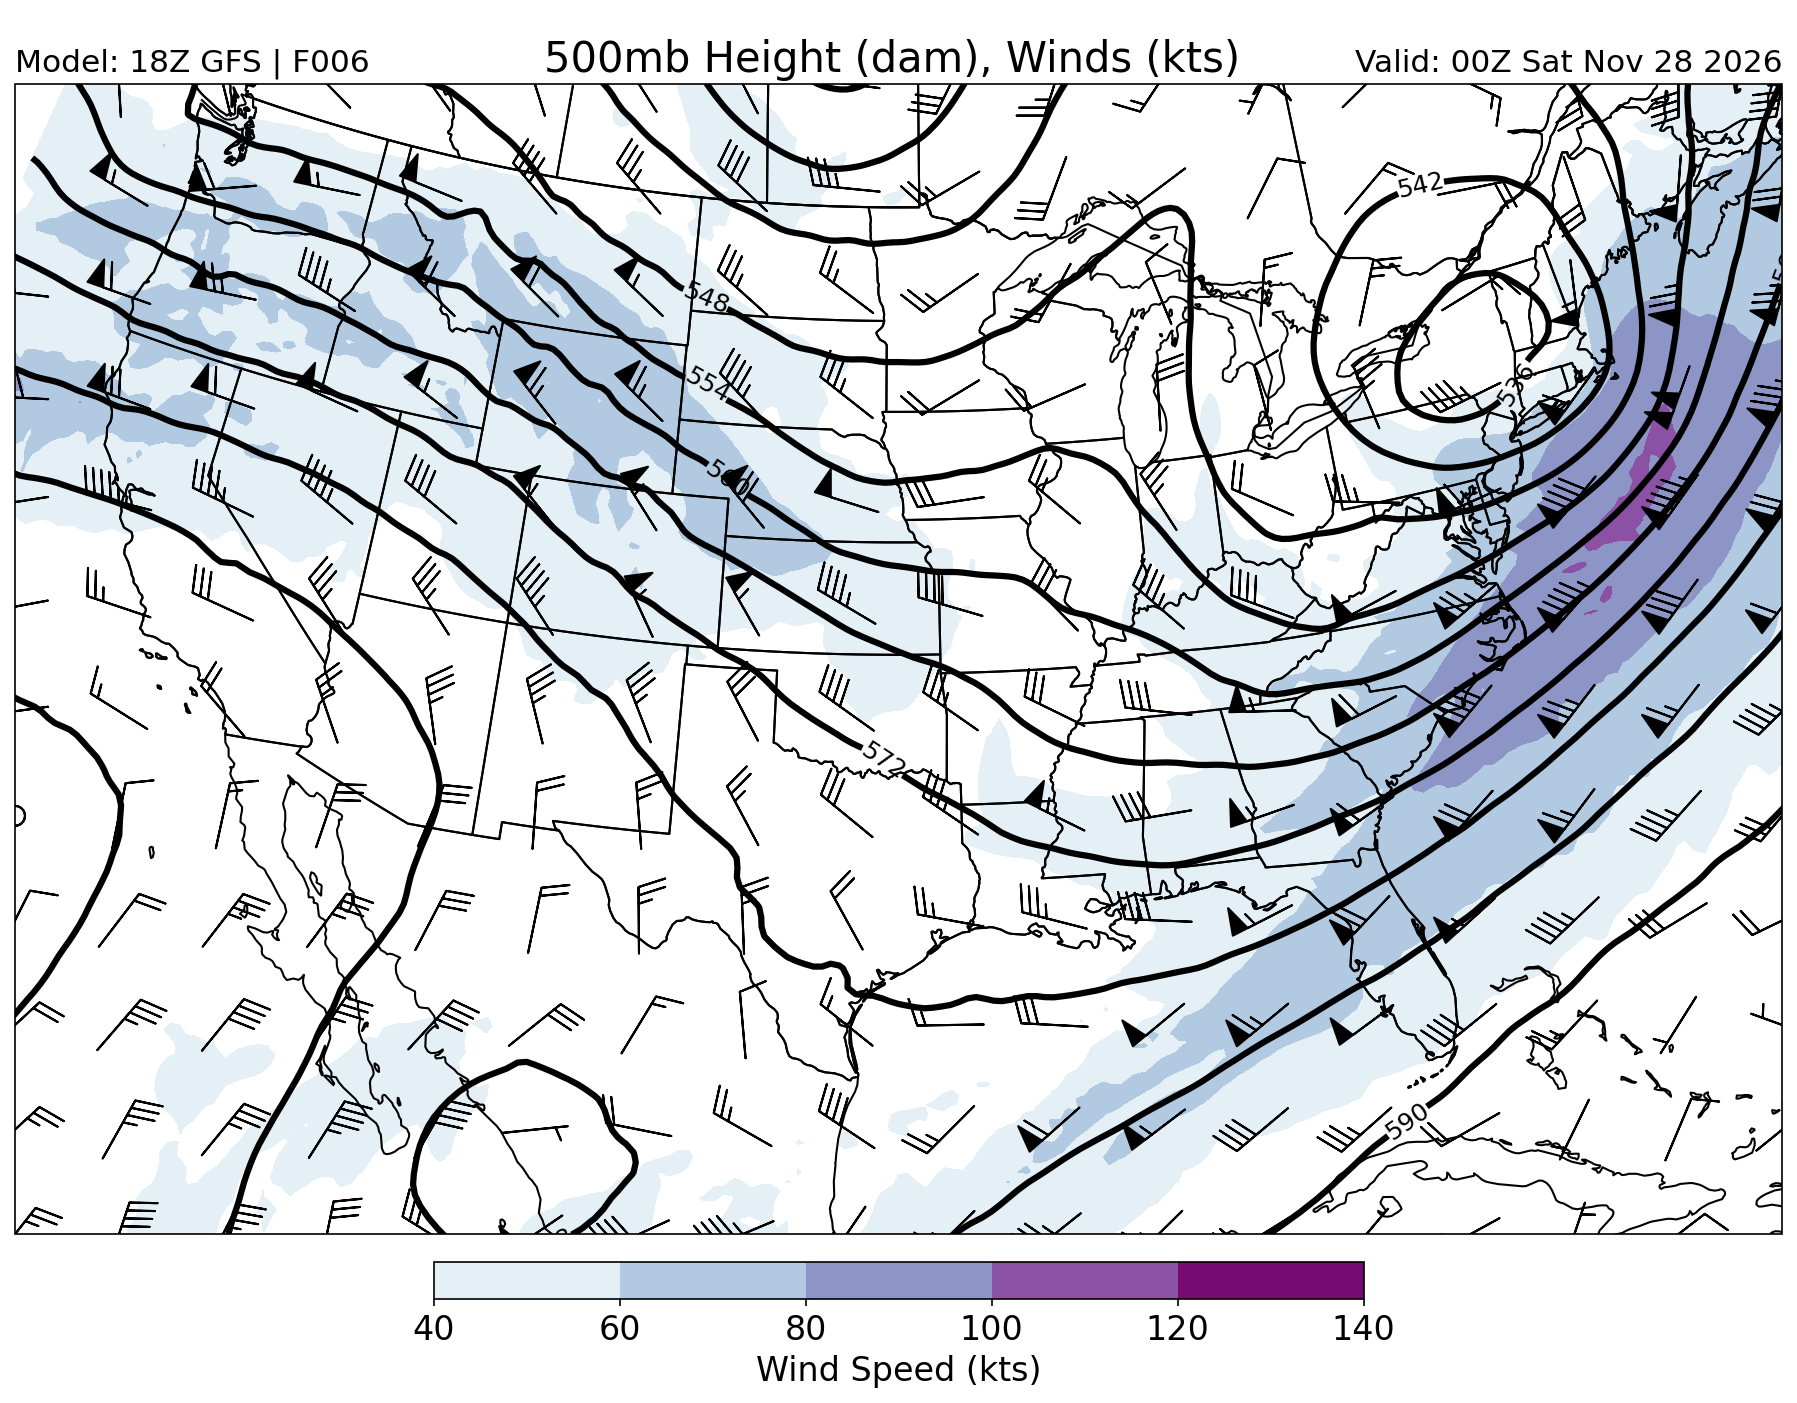 Model: 18Z GFS | F006
500mb Height (dam), Winds (kts)
Valid: 00Z Sat Nov 28 2026
542
548
554
536
560
572
590
40 60 80 100 120 140
Wind Speed (kts)